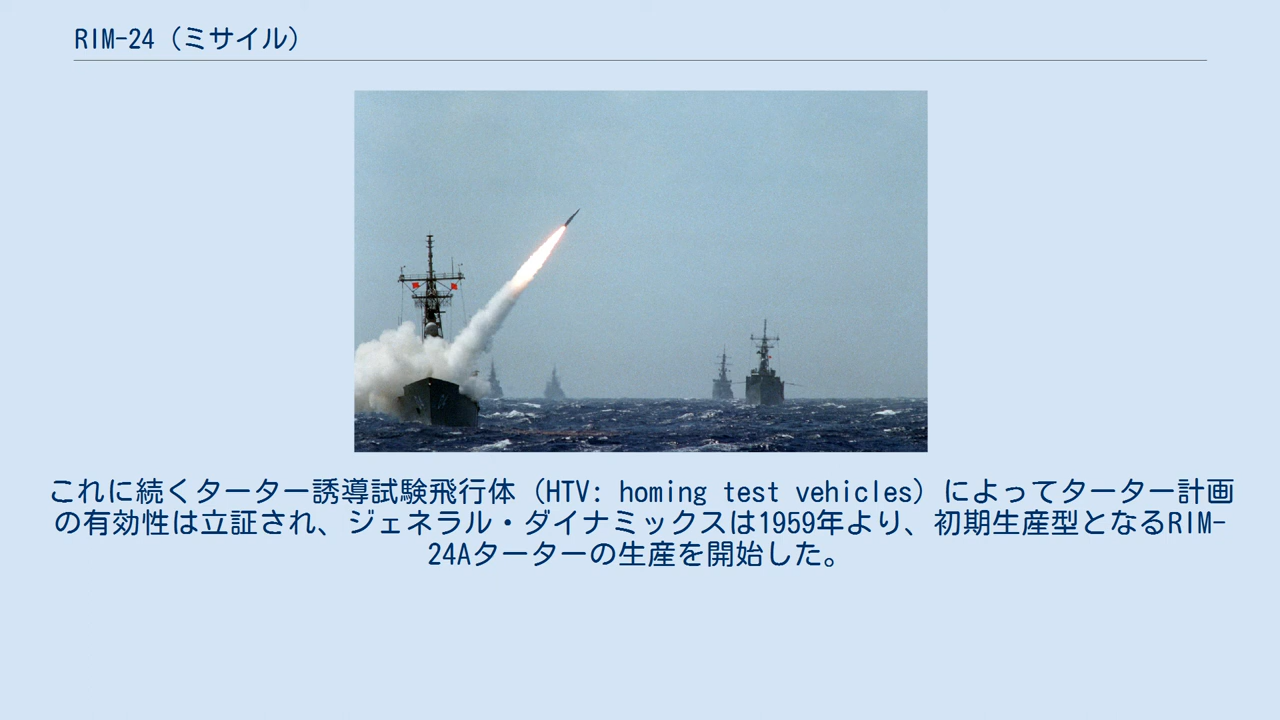 RIM-24（ミサイル）
これに続くターター誘導試験飛行体（HTV: homing test vehicles）によってターター計画
の有効性は立証され、ジェネラル・ダイナミックスは1959年より、初期生産型となるRIM-
24Aターターの生産を開始した。